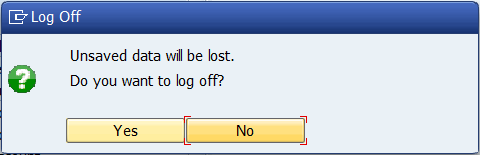 Log Off
Unsaved data will be lost.
Do you want to log off?
Yes No